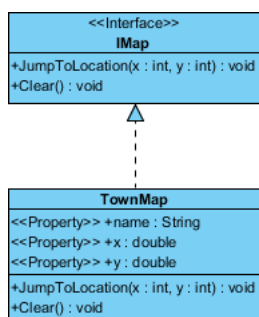 <<Interface>>
IMap
+JumpToLocation(x : int, y : int) : void
+Clear() : void
TownMap
<<Property>> +name : String
<<Property>> +x : double
<<Property>> +y : double
+JumpToLocation(x : int, y : int) : void
+Clear() : void